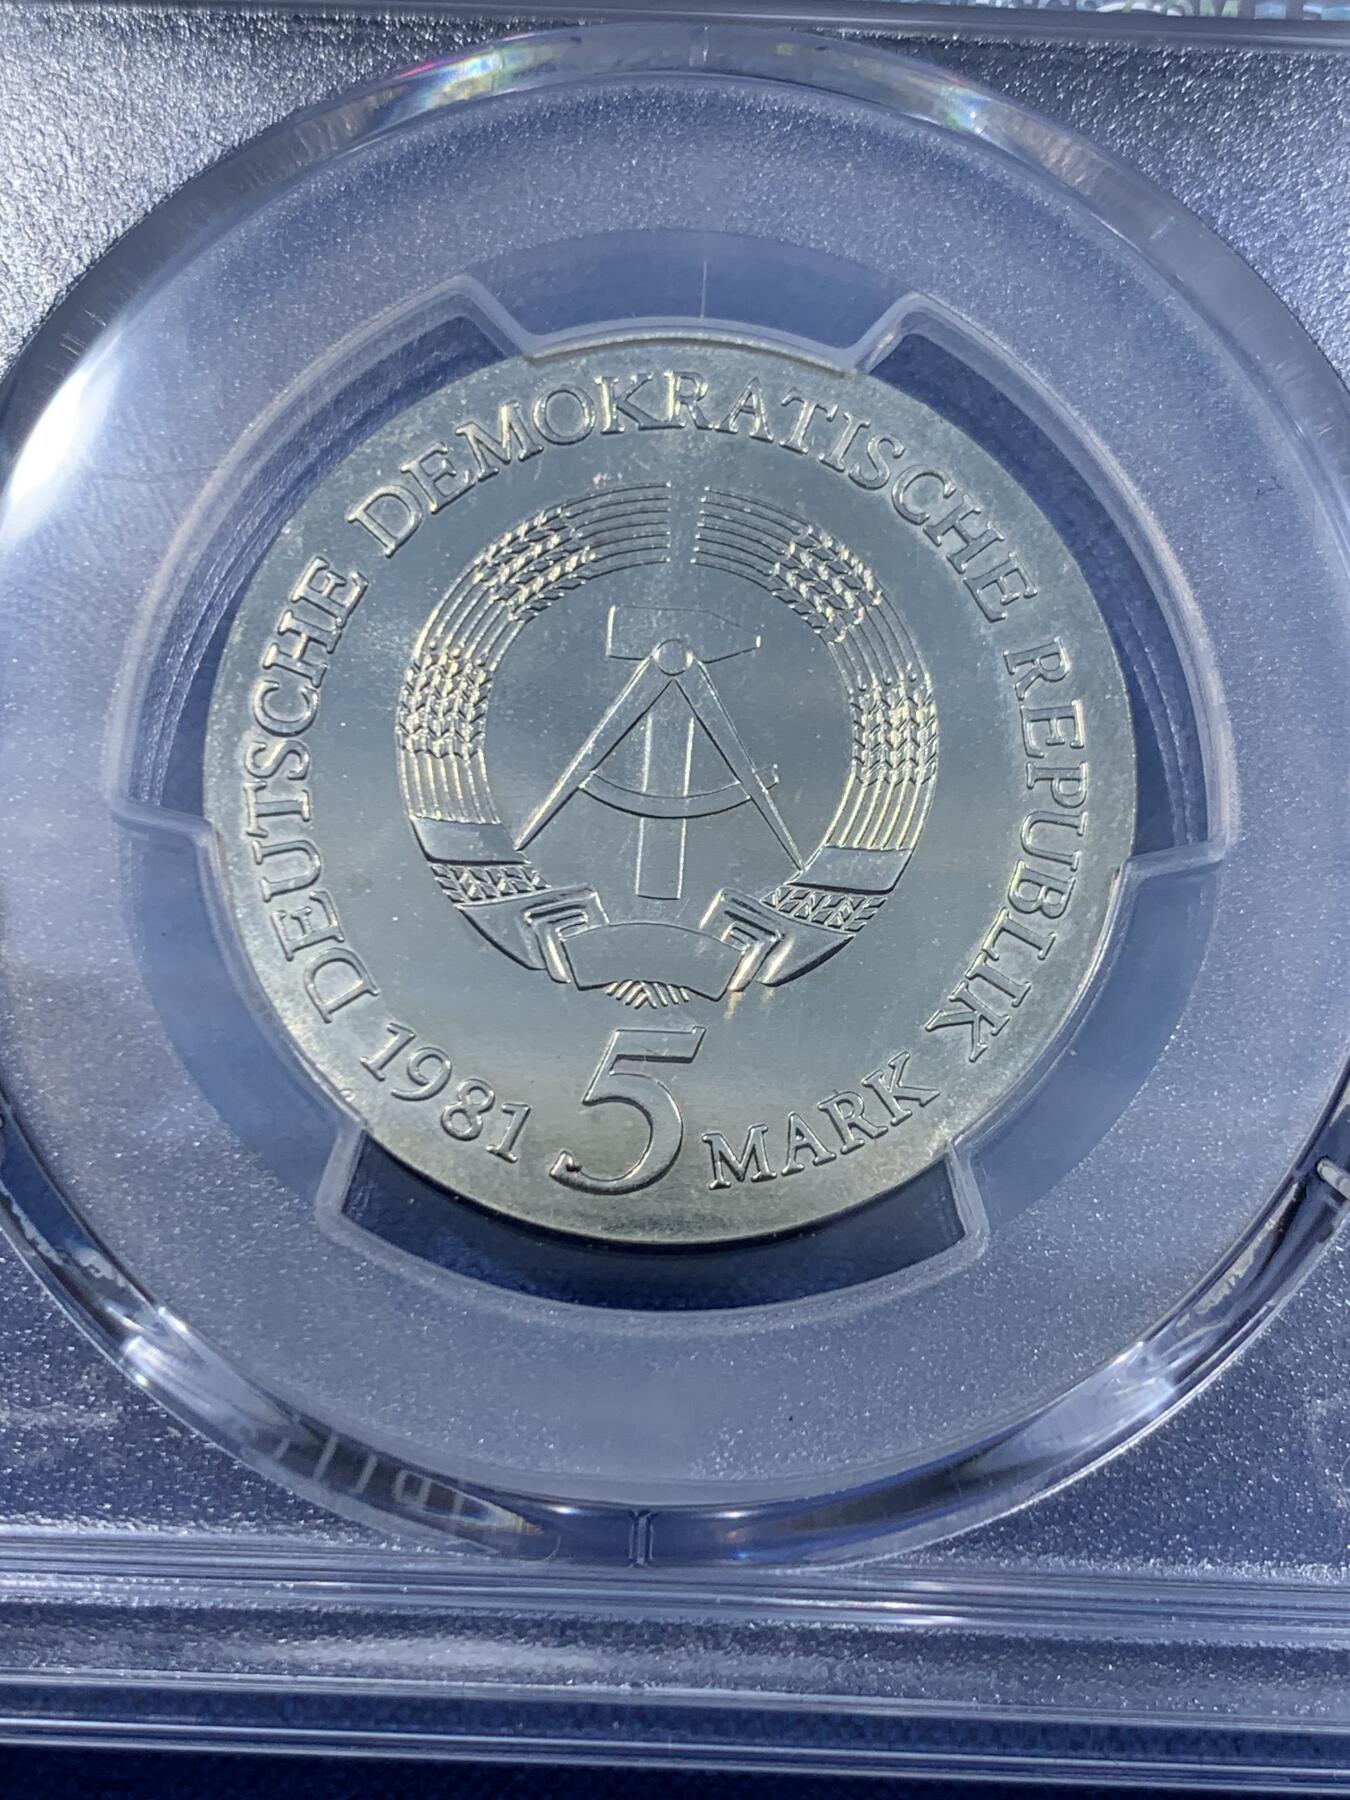 DEUTSCHE DEMOKRATISCHE REPUBLIK
1981 5 MARK